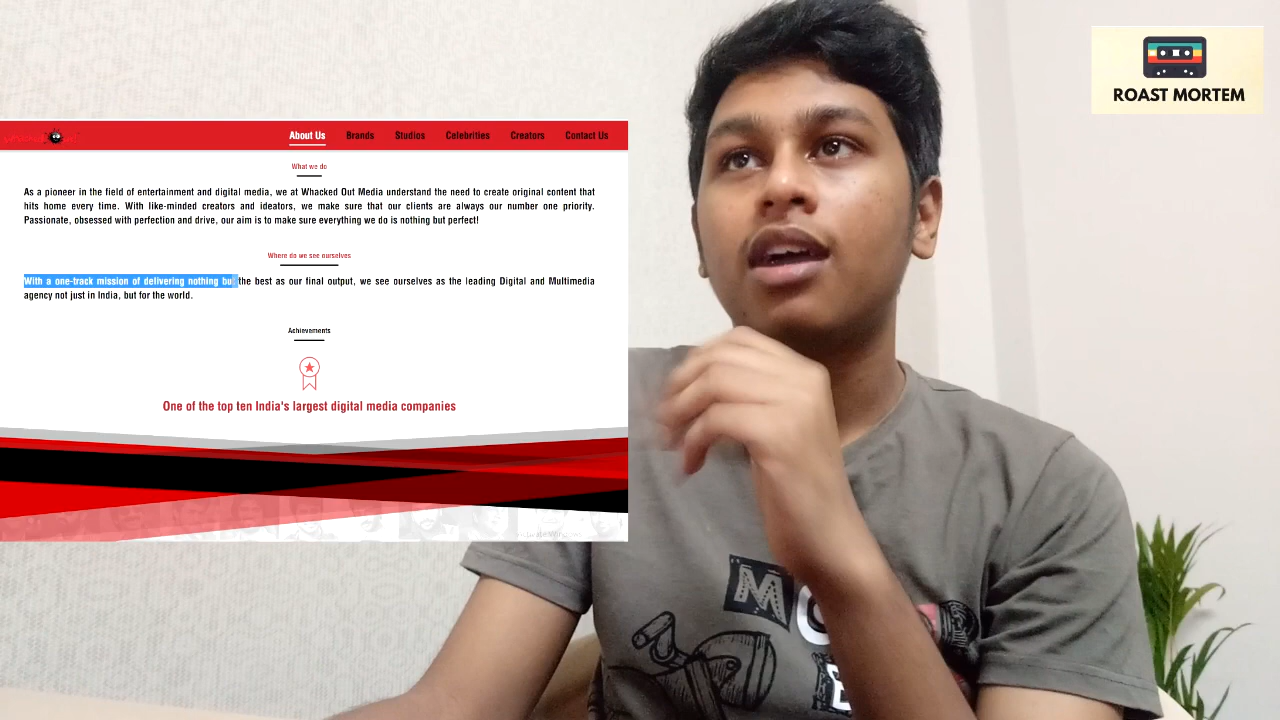 ROAST MORTEM
About Us Brands Studios Celebrities Creators Contact Us
What we do
As a pioneer in the field of entertainment and digital media, we at Whacked Out Media understand the need to create original content that
hits home every time. With like-minded creators and ideators, we make sure that our clients are always our number one priority.
Passionate, obsessed with perfection and drive, our aim is to make sure everything we do is nothing but perfect!
Where do we see ourselves
With a one-track mission of delivering nothing but the best as our final output, we see ourselves as the leading Digital and Multimedia
agency not just in India, but for the world.
Achievements
One of the top ten India's largest digital media companies
M